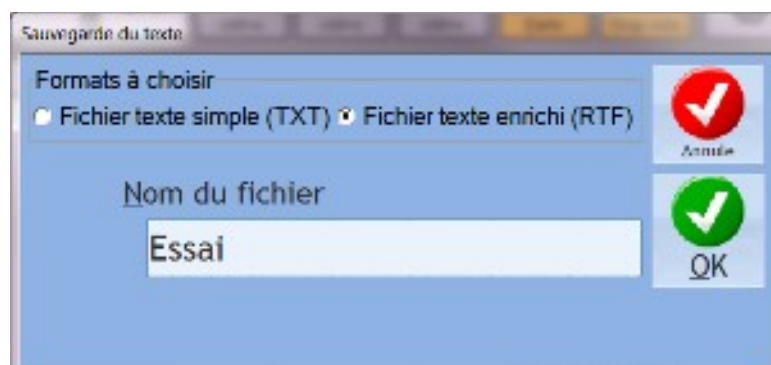 Sauvegarde du texte
Formats à choisir
Fichier texte simple (TXT) Fichier texte enrichi (RTF)
Annule
Nom du fichier
Essai
OK